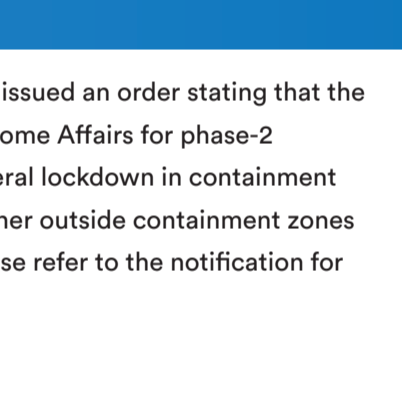 issued an order stating that the
ome Affairs for phase-2
eral lockdown in containment
her outside containment zones
se refer to the notification for